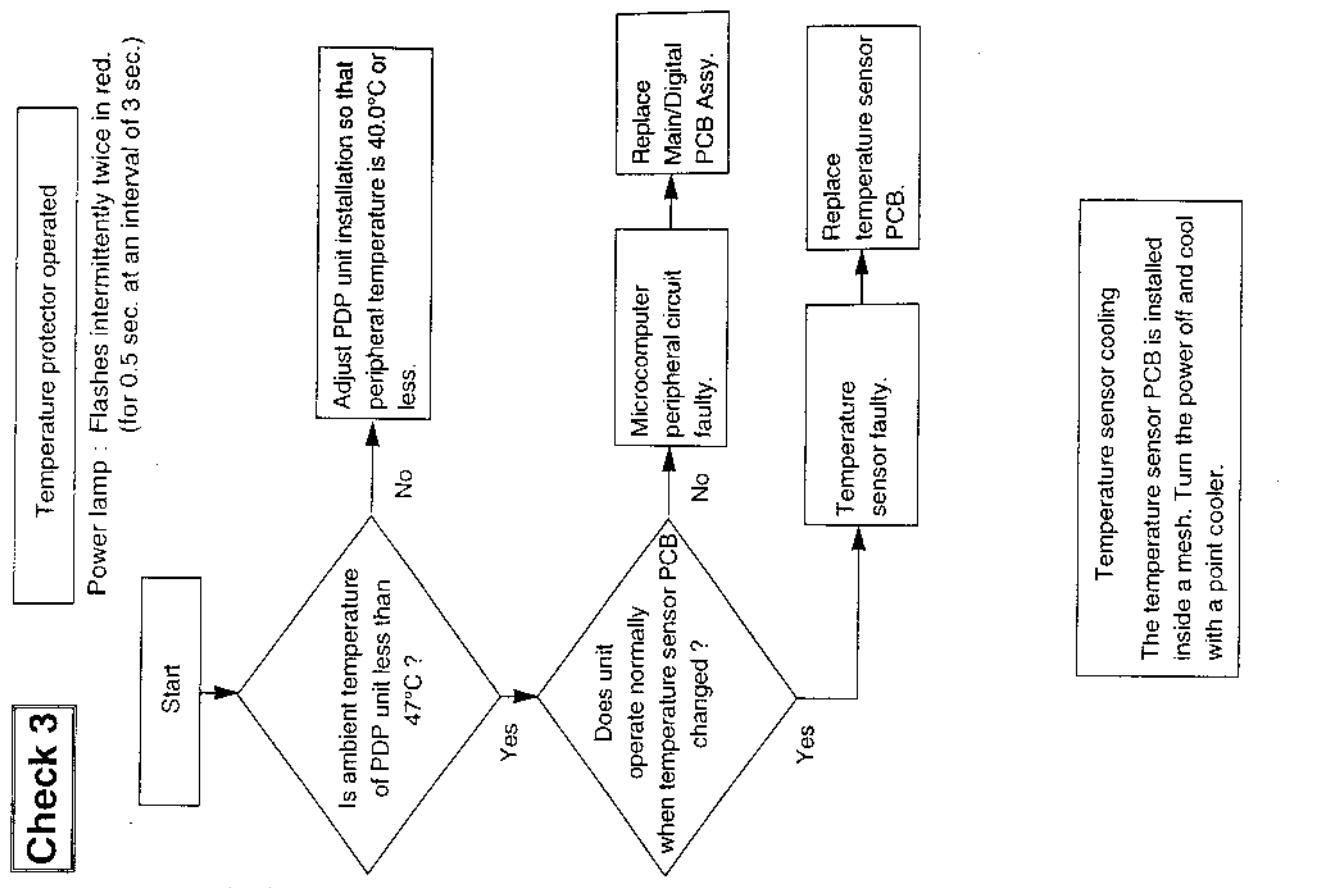 Check 3
Temperature protector operated
Power lamp : Flashes intermittently twice in red.
(for 0.5 sec. at an interval of 3 sec.)
Start
Is ambient temperature
of PDP unit less than
47°C ?
No
Adjust PDP unit installation so that
peripheral temperature is 40.0°C or
less.
Yes
Does unit
operate normally
when temperature sensor PCB
changed ?
No
Microcomputer
peripheral circuit
faulty.
Replace
Main/Digital
PCB Assy.
Yes
Temperature
sensor faulty.
Replace
temperature sensor
PCB.
Temperature sensor cooling
The temperature sensor PCB is installed
inside a mesh. Turn the power off and cool
with a point cooler.